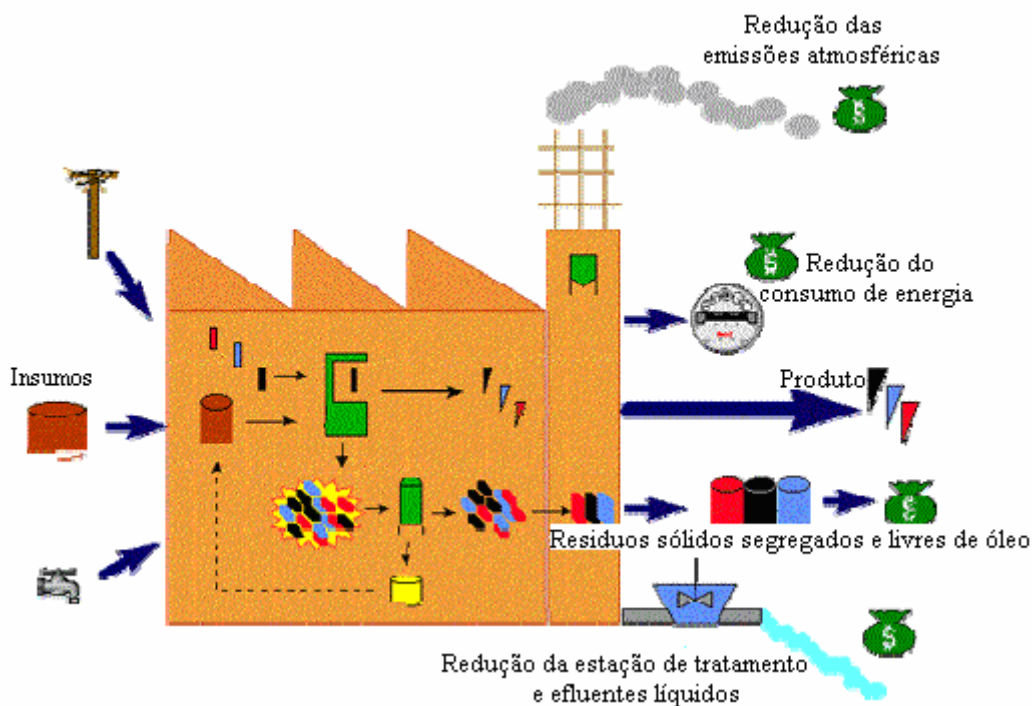 Redução das
emissões atmosféricas
$
$
Redução do
consumo de energia
Insumos
Produto
$
Residuos sólidos segregados e livres de óleo
$
Redução da estação de tratamento
e efluentes líquidos